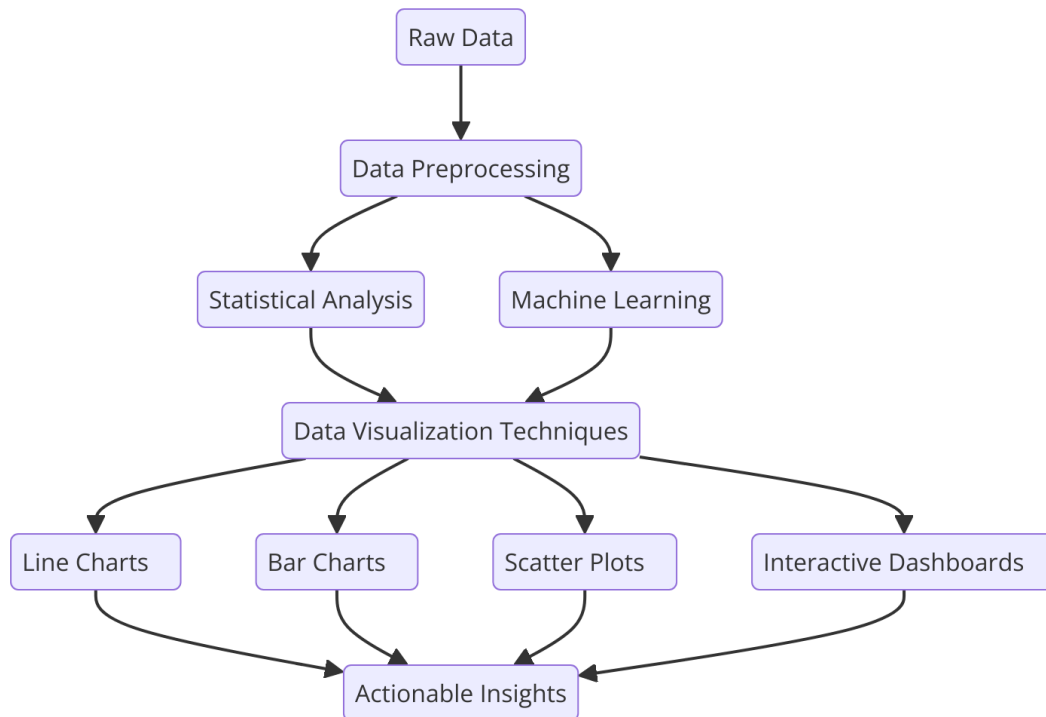 Raw Data
Data Preprocessing
Statistical Analysis
Machine Learning
Data Visualization Techniques
Line Charts
Bar Charts
Scatter Plots
Interactive Dashboards
Actionable Insights